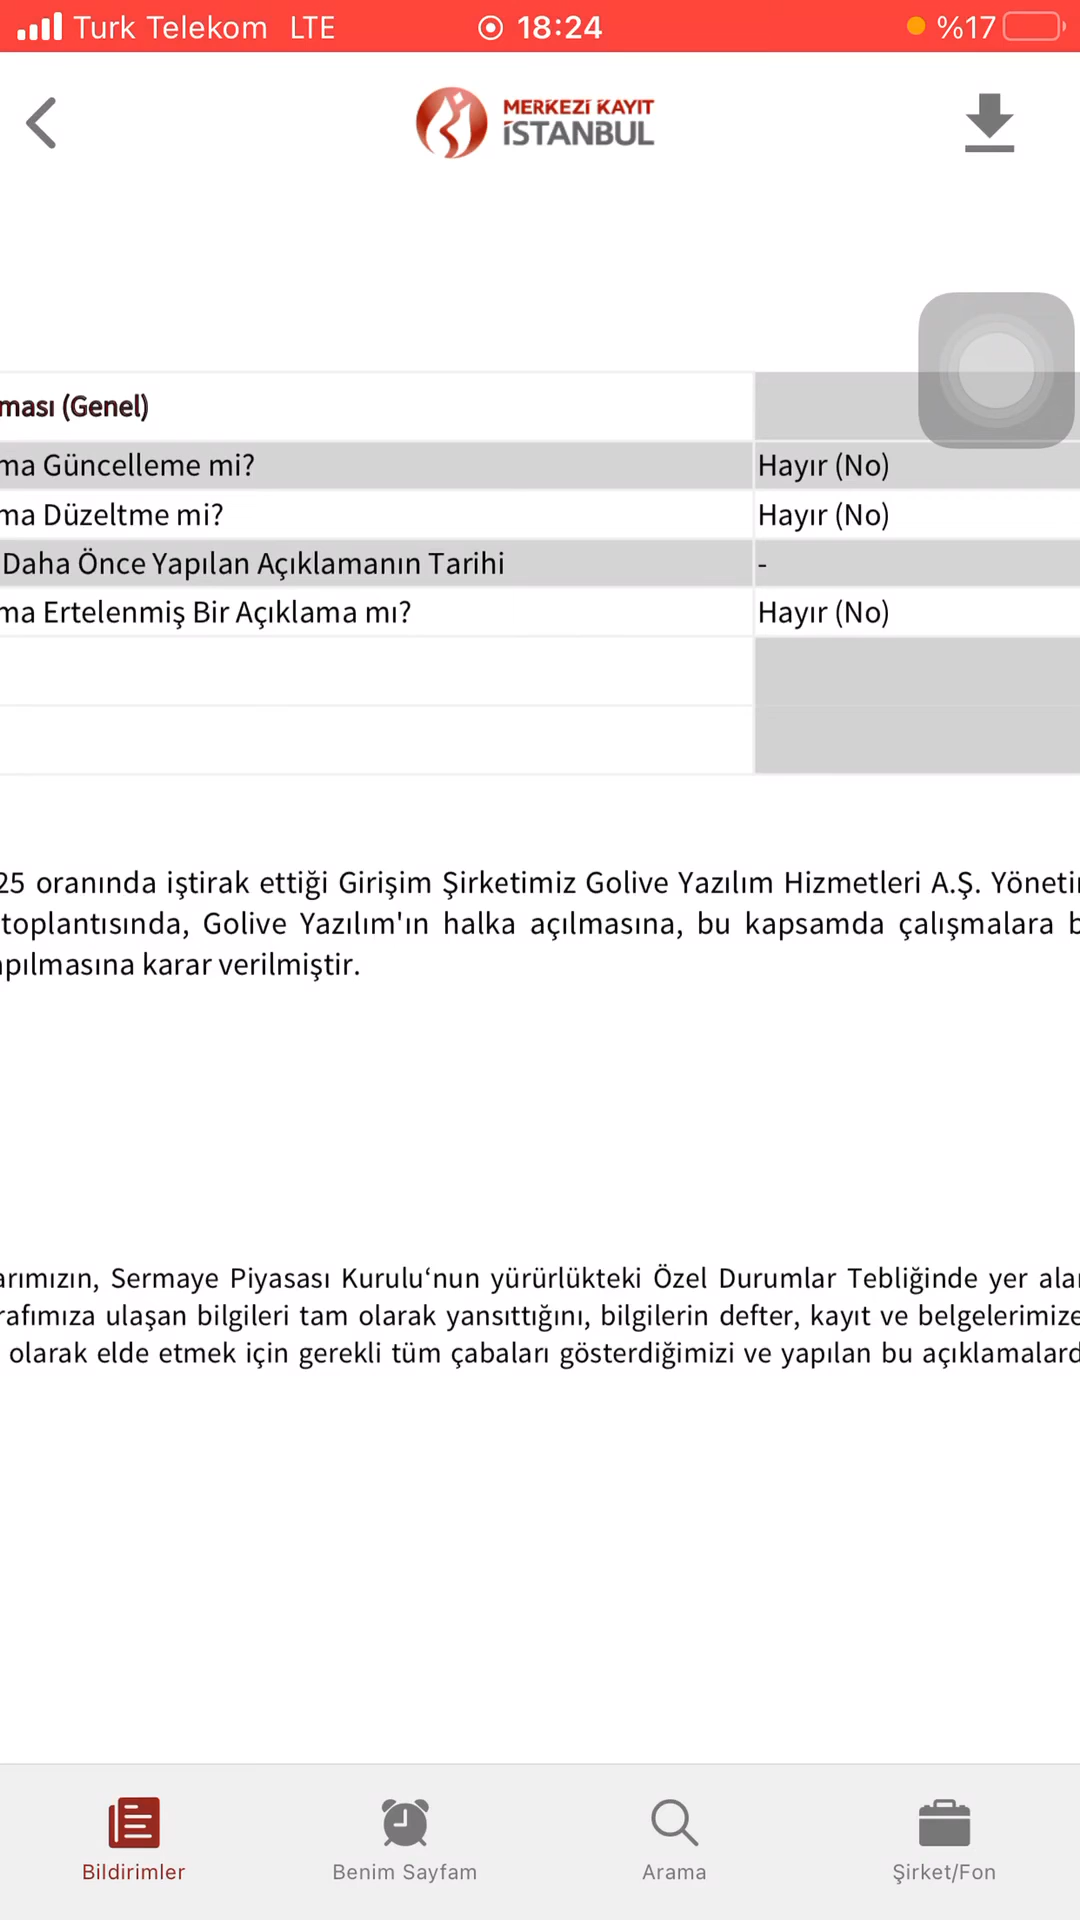 Turk Telekom LTE 18:24 %17
MERKEZİ KAYIT
İSTANBUL
ması (Genel)
ma Güncelleme mi? Hayır (No)
ma Düzeltme mi? Hayır (No)
Daha Önce Yapılan Açıklamanın Tarihi -
ma Ertelenmiş Bir Açıklama mı? Hayır (No)
25 oranında iştirak ettiği Girişim Şirketimiz Golive Yazılım Hizmetleri A.Ş. Yöneti
toplantısında, Golive Yazılım'ın halka açılmasına, bu kapsamda çalışmalara b
pılmasına karar verilmiştir.
arımızın, Sermaye Piyasası Kurulu‘nun yürürlükteki Özel Durumlar Tebliğinde yer ala
rafımıza ulaşan bilgileri tam olarak yansıttığını, bilgilerin defter, kayıt ve belgelerimize
olarak elde etmek için gerekli tüm çabaları gösterdiğimizi ve yapılan bu açıklamalard
Bildirimler Benim Sayfam Arama Şirket/Fon